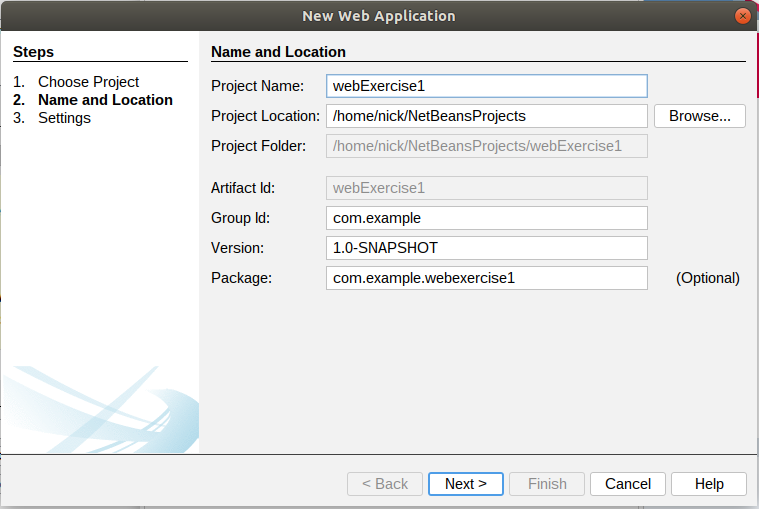 New Web Application
Steps
1. Choose Project
2. Name and Location
3. Settings
Name and Location
Project Name: webExercise1
Project Location: /home/nick/NetBeansProjects Browse...
Project Folder: /home/nick/NetBeansProjects/webExercise1
Artifact Id: webExercise1
Group Id: com.example
Version: 1.0-SNAPSHOT
Package: com.example.webexercise1 (Optional)
< Back Next > Finish Cancel Help